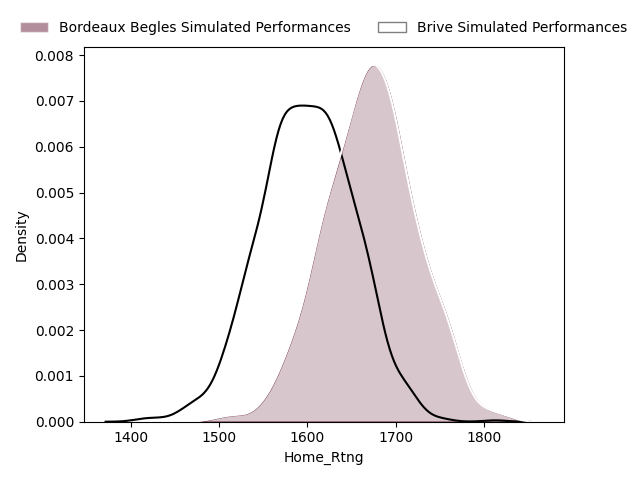 Bordeaux Begles Simulated Performances
Brive Simulated Performances
0.008
0.007
0.006
0.005
0.004
0.003
0.002
0.001
0.000
Density
1400 1500 1600 1700 1800
Home_Rtng